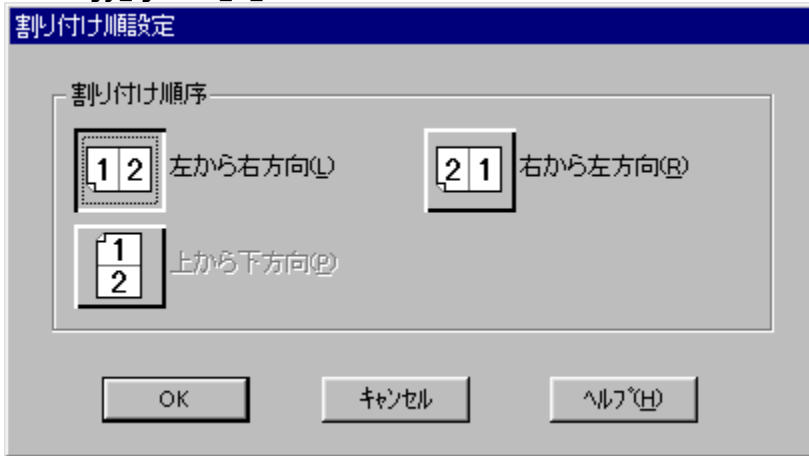 割り付け順設定
割り付け順序
1 2 左から右方向(L)
2 1 右から左方向(R)
1
2
上から下方向(P)
OK
ｷｬﾝｾﾙ
ﾍﾙﾌﾟ(H)